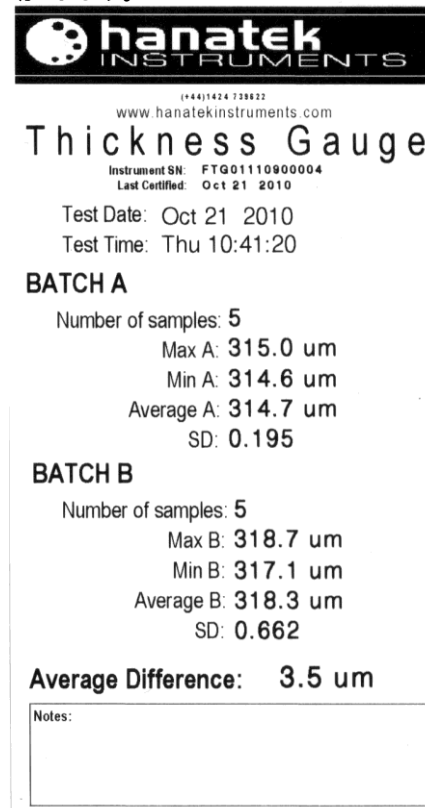 hanatek
INSTRUMENTS
(+44)1424 739622
www.hanatekinstruments.com
Thickness Gauge
Instrument SN: FTG01110900004
Last Certified: Oct 21 2010
Test Date: Oct 21 2010
Test Time: Thu 10:41:20
BATCH A
Number of samples: 5
Max A: 315.0 um
Min A: 314.6 um
Average A: 314.7 um
SD: 0.195
BATCH B
Number of samples: 5
Max B: 318.7 um
Min B: 317.1 um
Average B: 318.3 um
SD: 0.662
Average Difference: 3.5 um
Notes: